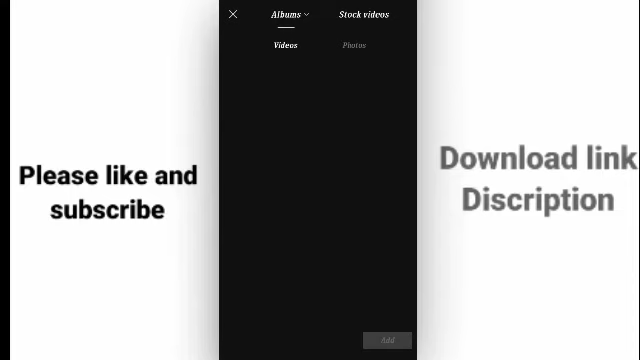 Albums
Stock videos
Videos
Photos
Please like and
subscribe
Download link
Discription
Add